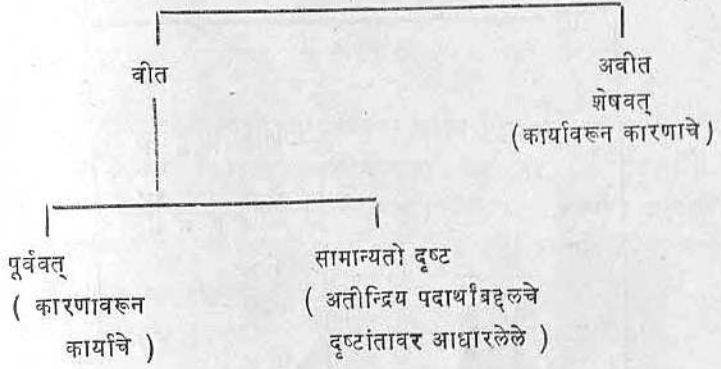 वीत
अवीत
शेषवत्
(कार्यावरून कारणाचे)
पूर्ववत्
( कारणावरून
कार्याचे )
सामान्यतो दृष्ट
( अतीन्द्रिय पदार्थांबद्दलचे
दृष्टांतावर आधारलेले )